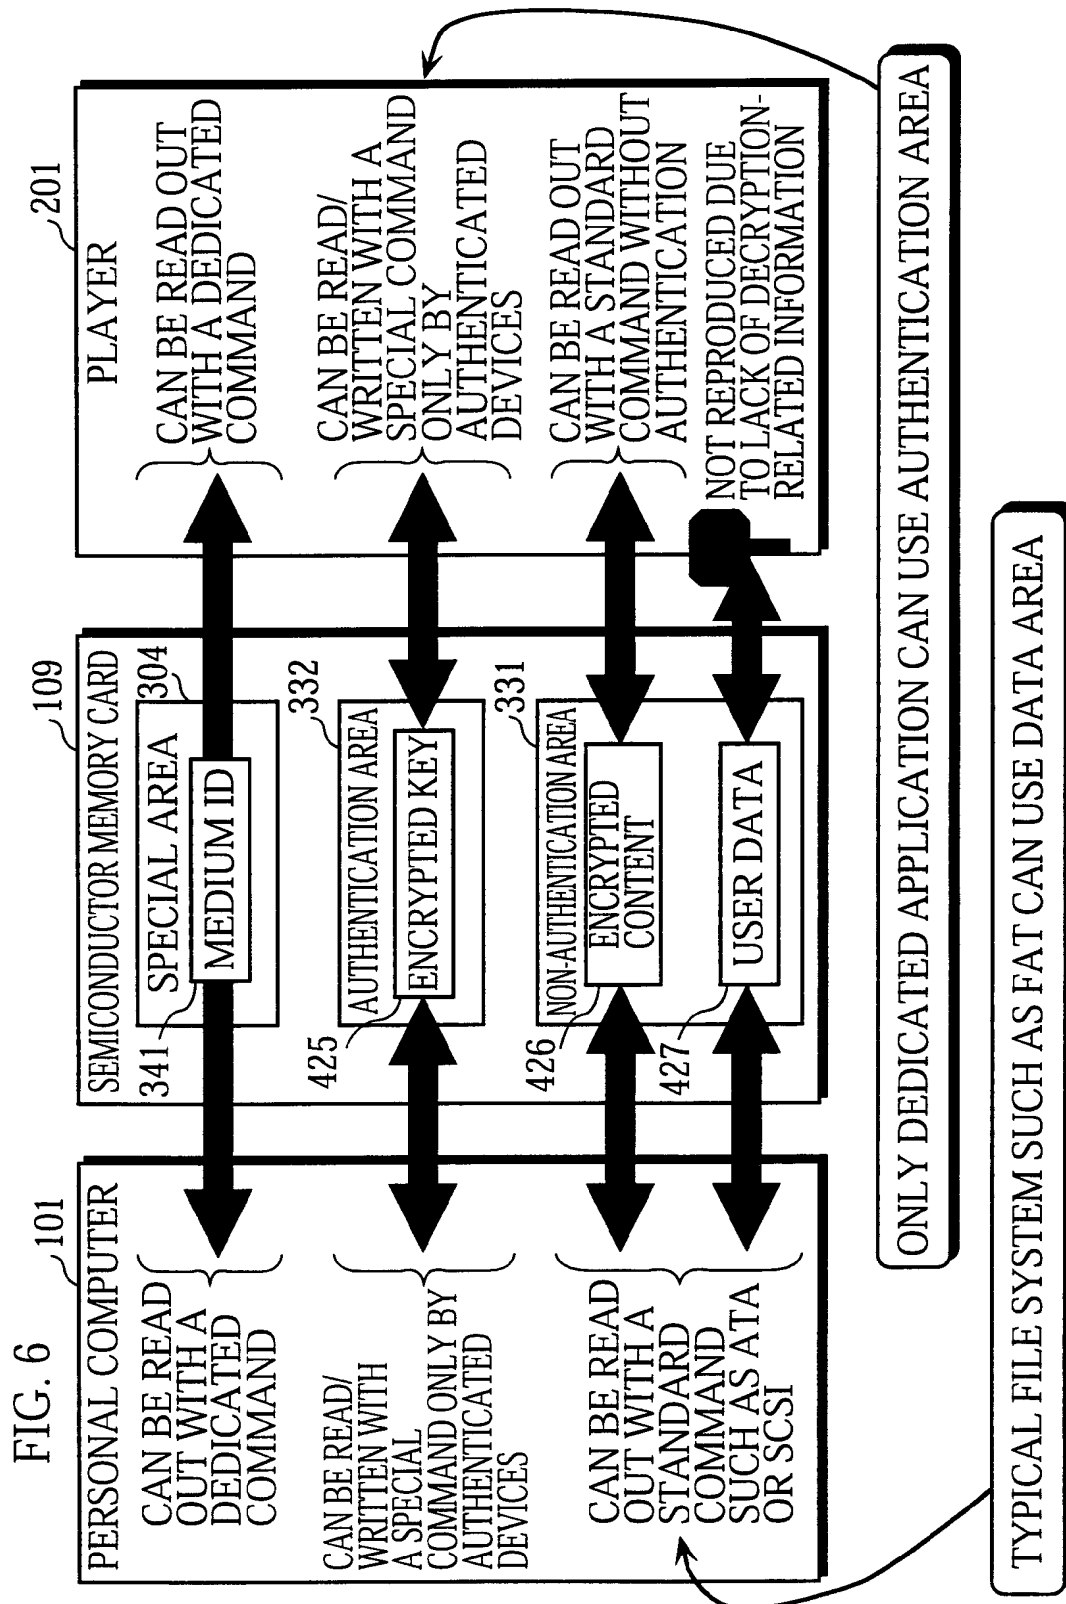 FIG. 6
PERSONAL COMPUTER
101
CAN BE READ
OUT WITH A
DEDICATED
COMMAND
CAN BE READ/
WRITTEN WITH
A SPECIAL
COMMAND ONLY BY
AUTHENTICATED
DEVICES
CAN BE READ
OUT WITH A
STANDARD
COMMAND
SUCH AS ATA
OR SCSI
SEMICONDUCTOR MEMORY CARD
109
SPECIAL AREA
304
MEDIUM ID
341
AUTHENTICATION AREA
332
ENCRYPTED KEY
425
NON-AUTHENTICATION AREA
331
ENCRYPTED
CONTENT
426
USER DATA
427
PLAYER
201
CAN BE READ OUT
WITH A DEDICATED
COMMAND
CAN BE READ/
WRITTEN WITH A
SPECIAL COMMAND
ONLY BY
AUTHENTICATED
DEVICES
CAN BE READ OUT
WITH A STANDARD
COMMAND WITHOUT
AUTHENTICATION
NOT REPRODUCED DUE
TO LACK OF DECRYPTION-
RELATED INFORMATION
ONLY DEDICATED APPLICATION CAN USE AUTHENTICATION AREA
TYPICAL FILE SYSTEM SUCH AS FAT CAN USE DATA AREA